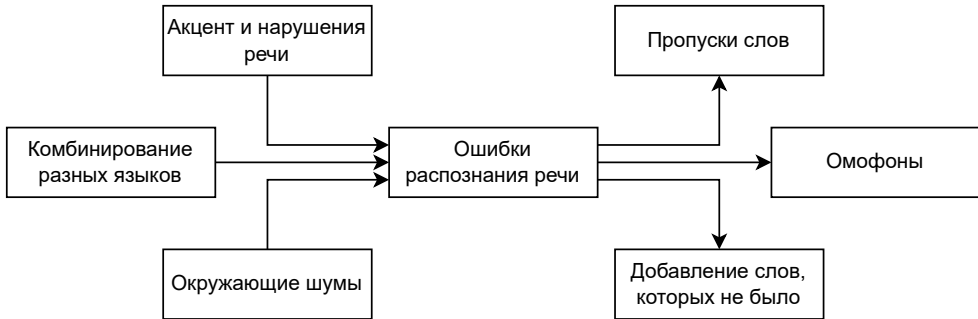 Акцент и нарушения
речи
Пропуски слов
Комбинирование
разных языков
Ошибки
распознания речи
Омофоны
Окружающие шумы
Добавление слов,
которых не было